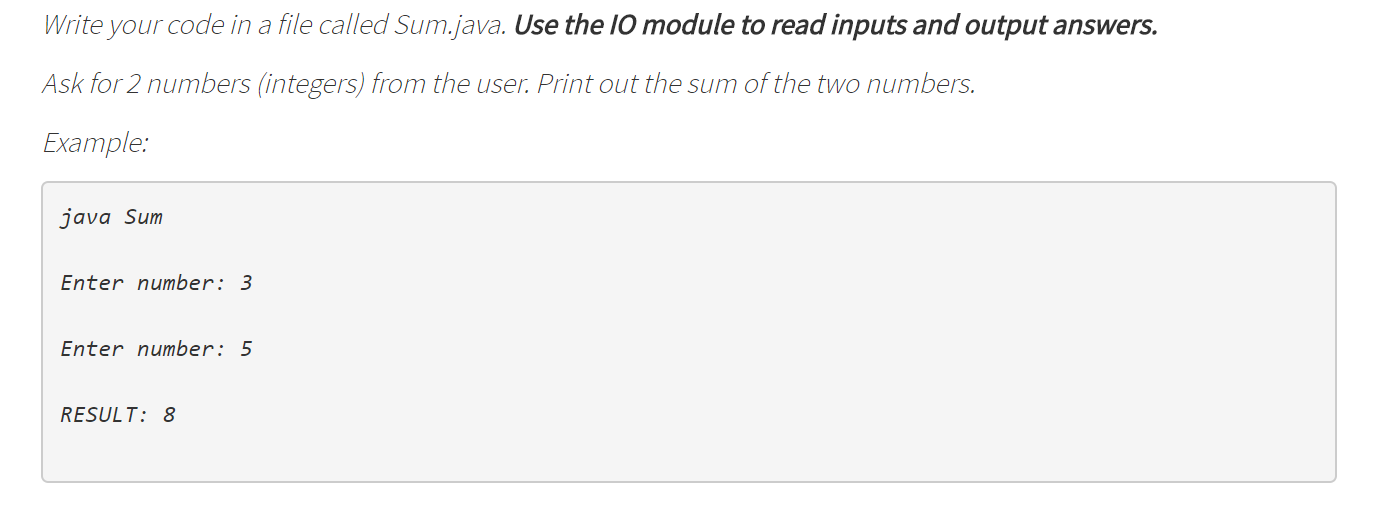 Write your code in a file called Sum.java. Use the IO module to read inputs and output answers.
Ask for 2 numbers (integers) from the user. Print out the sum of the two numbers.
Example:
java Sum
Enter number: 3
Enter number: 5
RESULT: 8